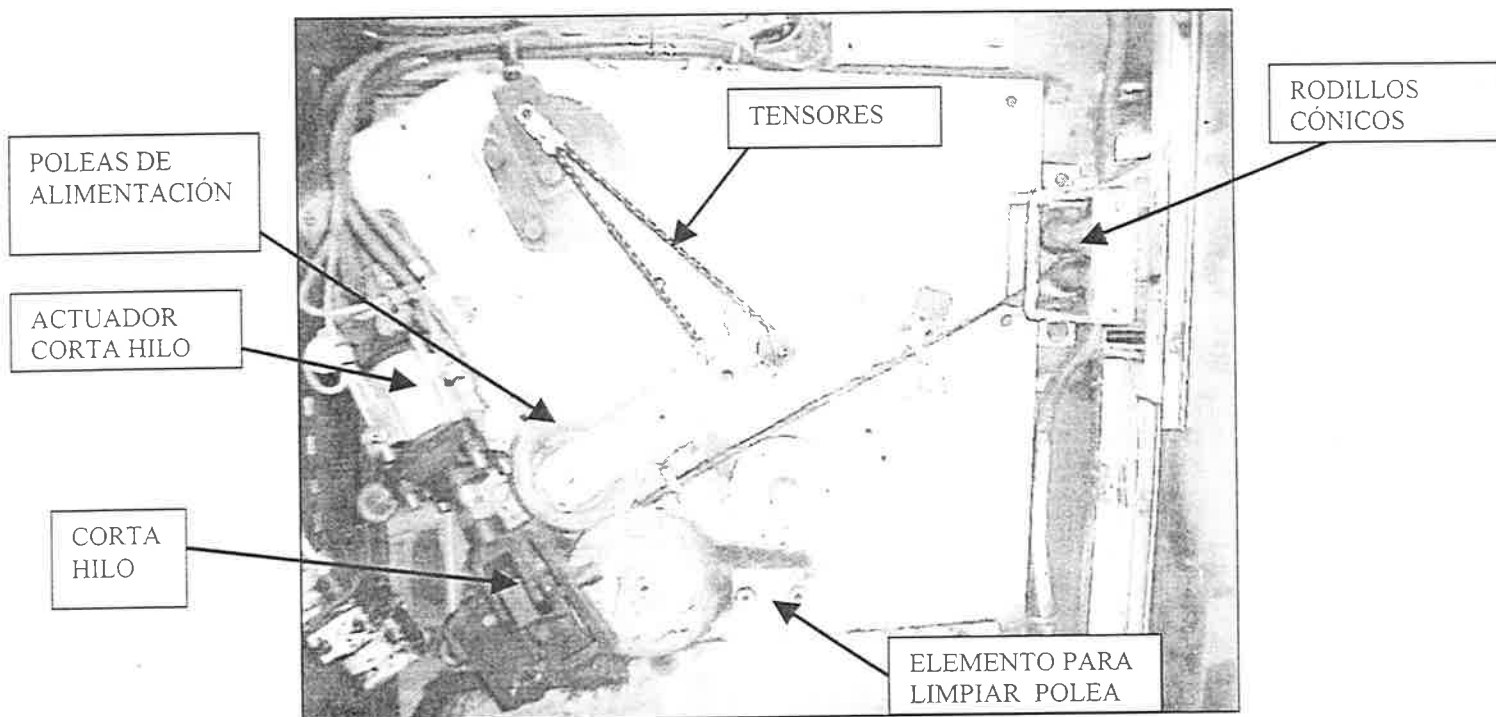 TENSORES
RODILLOS
CÓNICOS
POLEAS DE
ALIMENTACIÓN
ACTUADOR
CORTA HILO
CORTA
HILO
ELEMENTO PARA
LIMPIAR POLEA